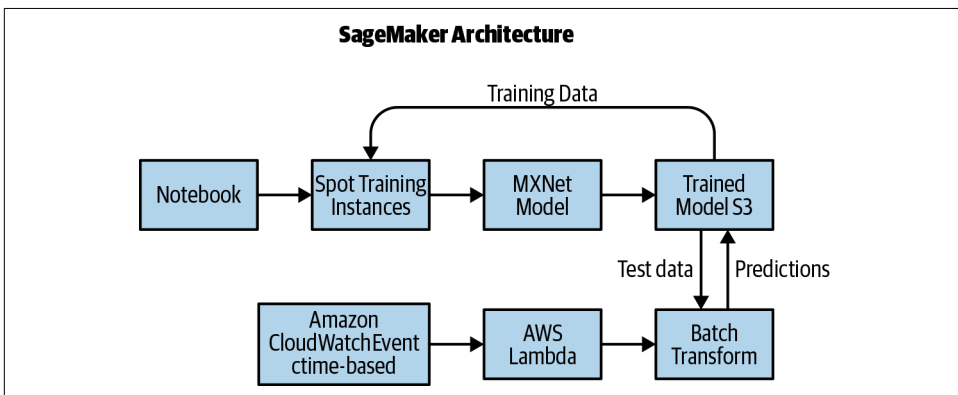 SageMaker Architecture
Training Data
Notebook
Spot Training
Instances
MXNet
Model
Trained
Model S3
Test data
Predictions
Amazon
CloudWatchEvent
ctime-based
AWS
Lambda
Batch
Transform